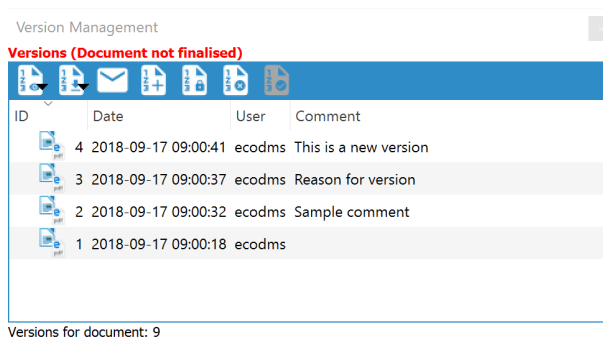 Version Management
Versions (Document not finalised)
ID Date User Comment
4 2018-09-17 09:00:41 ecodms This is a new version
3 2018-09-17 09:00:37 ecodms Reason for version
2 2018-09-17 09:00:32 ecodms Sample comment
1 2018-09-17 09:00:18 ecodms
Versions for document: 9